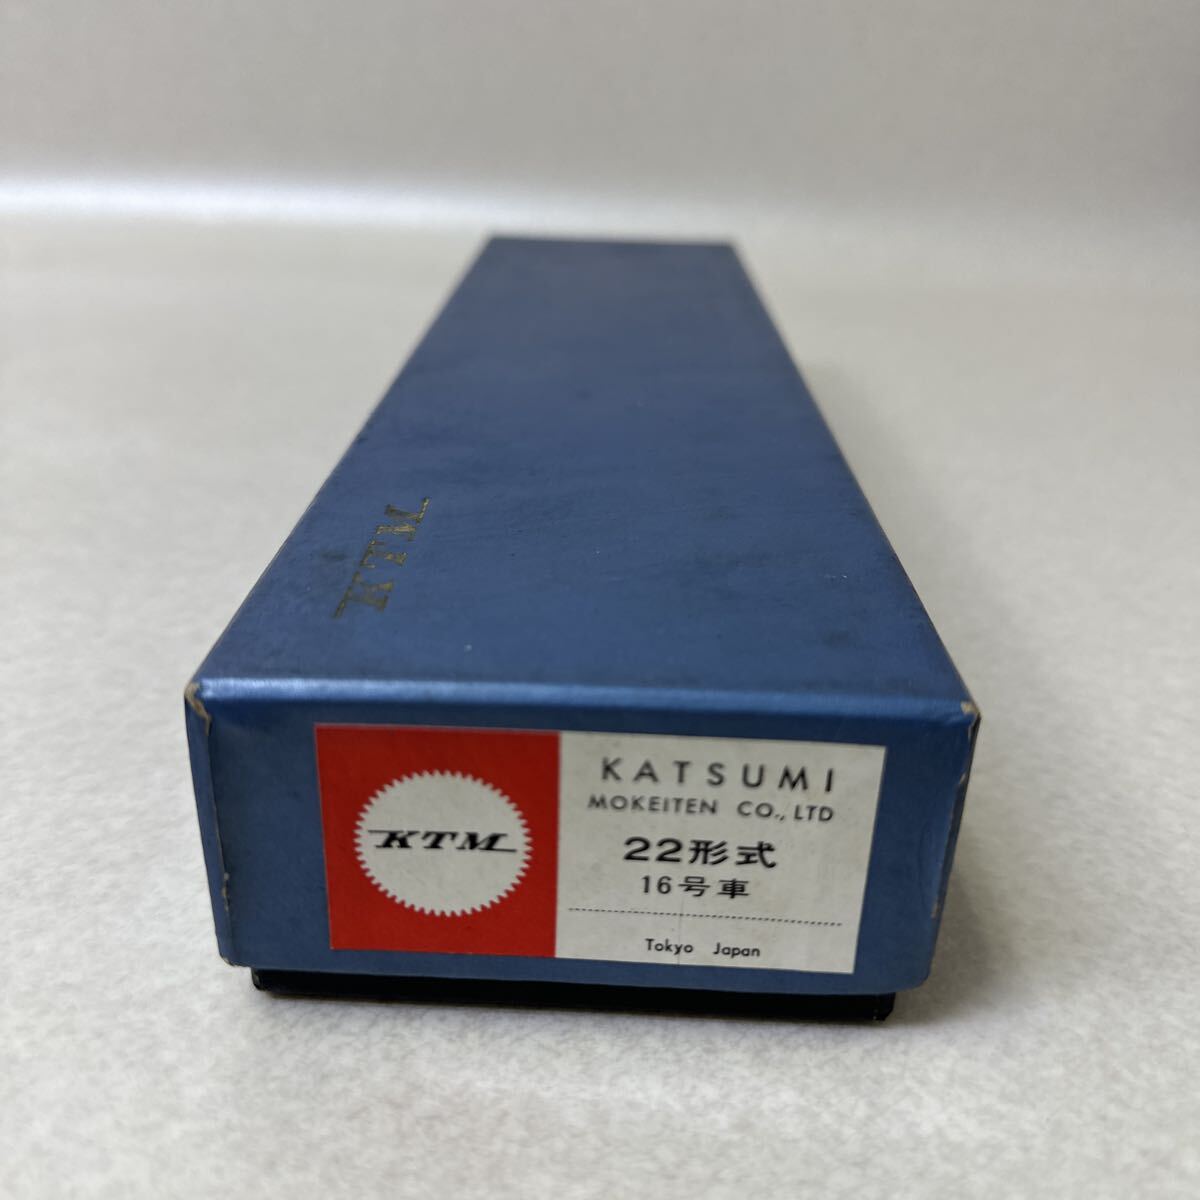 KTM
KTM
KATSUMI
MOKEITEN CO., LTD
22形式
16号車
Tokyo Japan